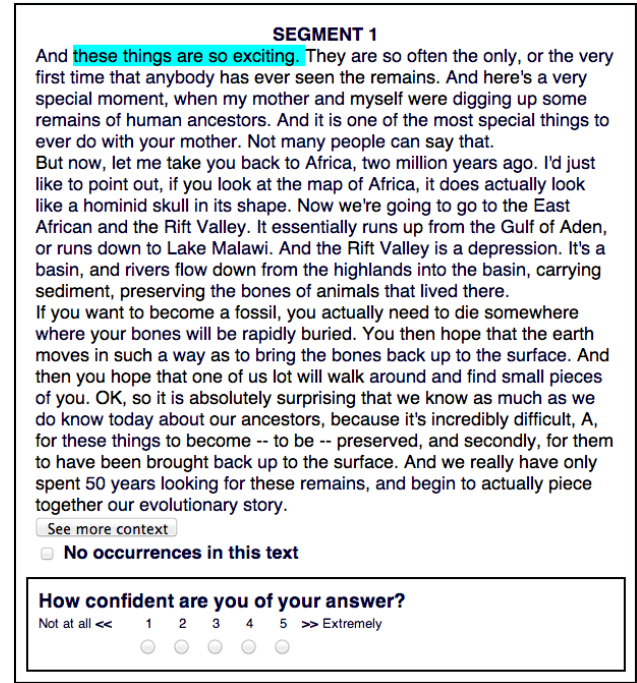 SEGMENT 1
And these things are so exciting. They are so often the only, or the very
first time that anybody has ever seen the remains. And here's a very
special moment, when my mother and myself were digging up some
remains of human ancestors. And it is one of the most special things to
ever do with your mother. Not many people can say that.
But now, let me take you back to Africa, two million years ago. I'd just
like to point out, if you look at the map of Africa, it does actually look
like a hominid skull in its shape. Now we're going to go to the East
African and the Rift Valley. It essentially runs up from the Gulf of Aden,
or runs down to Lake Malawi. And the Rift Valley is a depression. It's a
basin, and rivers flow down from the highlands into the basin, carrying
sediment, preserving the bones of animals that lived there.
If you want to become a fossil, you actually need to die somewhere
where your bones will be rapidly buried. You then hope that the earth
moves in such a way as to bring the bones back up to the surface. And
then you hope that one of us lot will walk around and find small pieces
of you. OK, so it is absolutely surprising that we know as much as we
do know today about our ancestors, because it's incredibly difficult, A,
for these things to become -- to be -- preserved, and secondly, for them
to have been brought back up to the surface. And we really have only
spent 50 years looking for these remains, and begin to actually piece
together our evolutionary story.
See more context
No occurrences in this text
How confident are you of your answer?
Not at all << 1 2 3 4 5 >> Extremely